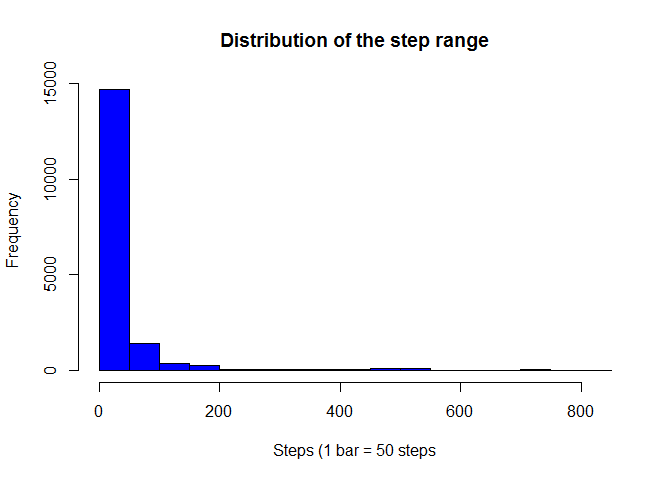 Distribution of the step range
Frequency
15000
10000
5000
0
0 200 400 600 800
Steps (1 bar = 50 steps